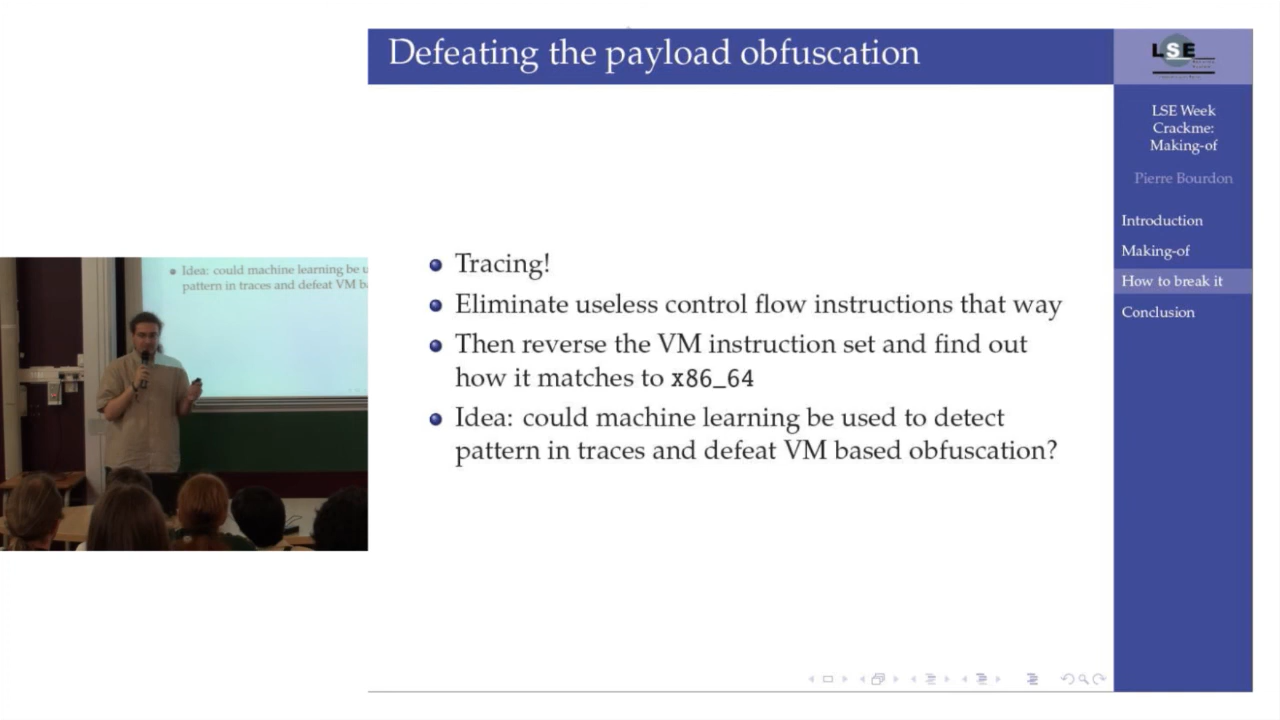 Defeating the payload obfuscation
LSE
LSE Week
Crackme:
Making-of
Pierre Bourdon
Introduction
Making-of
How to break it
Conclusion
Tracing!
Eliminate useless control flow instructions that way
Then reverse the VM instruction set and find out
how it matches to x86_64
Idea: could machine learning be used to detect
pattern in traces and defeat VM based obfuscation?
Idea: could machine learning be u
pattern in traces and defeat VM ba